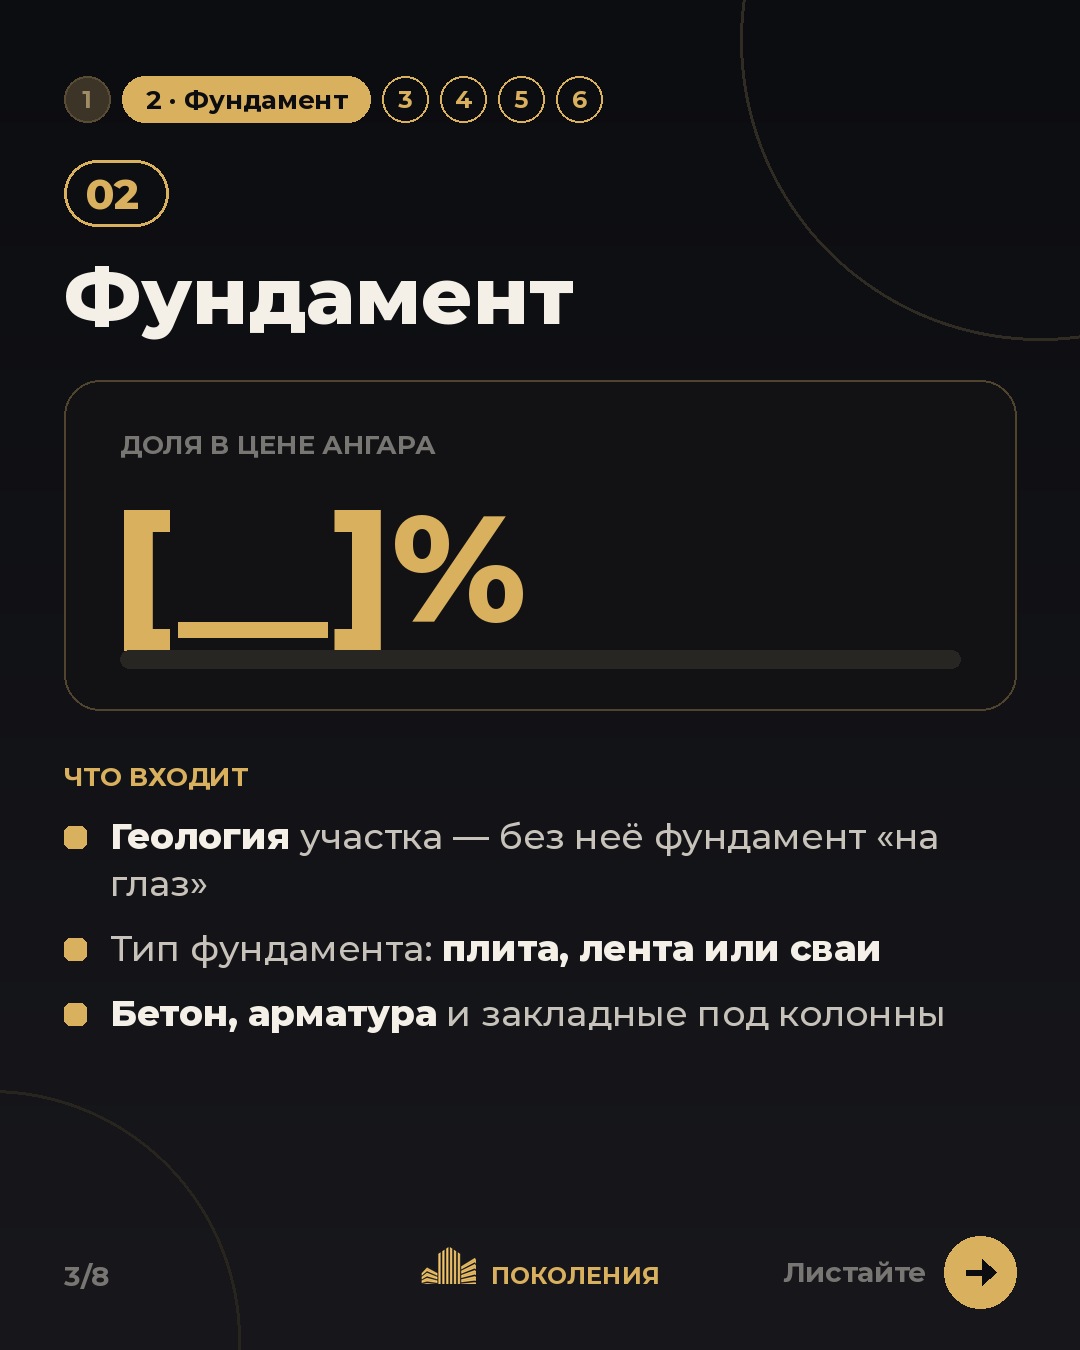 1 2 · Фундамент 3 4 5 6
02
Фундамент
ДОЛЯ В ЦЕНЕ АНГАРА
[__]%
ЧТО ВХОДИТ
Геология участка — без неё фундамент «на
глаз»
Тип фундамента: плита, лента или сваи
Бетон, арматура и закладные под колонны
3/8 ПОКОЛЕНИЯ Листайте